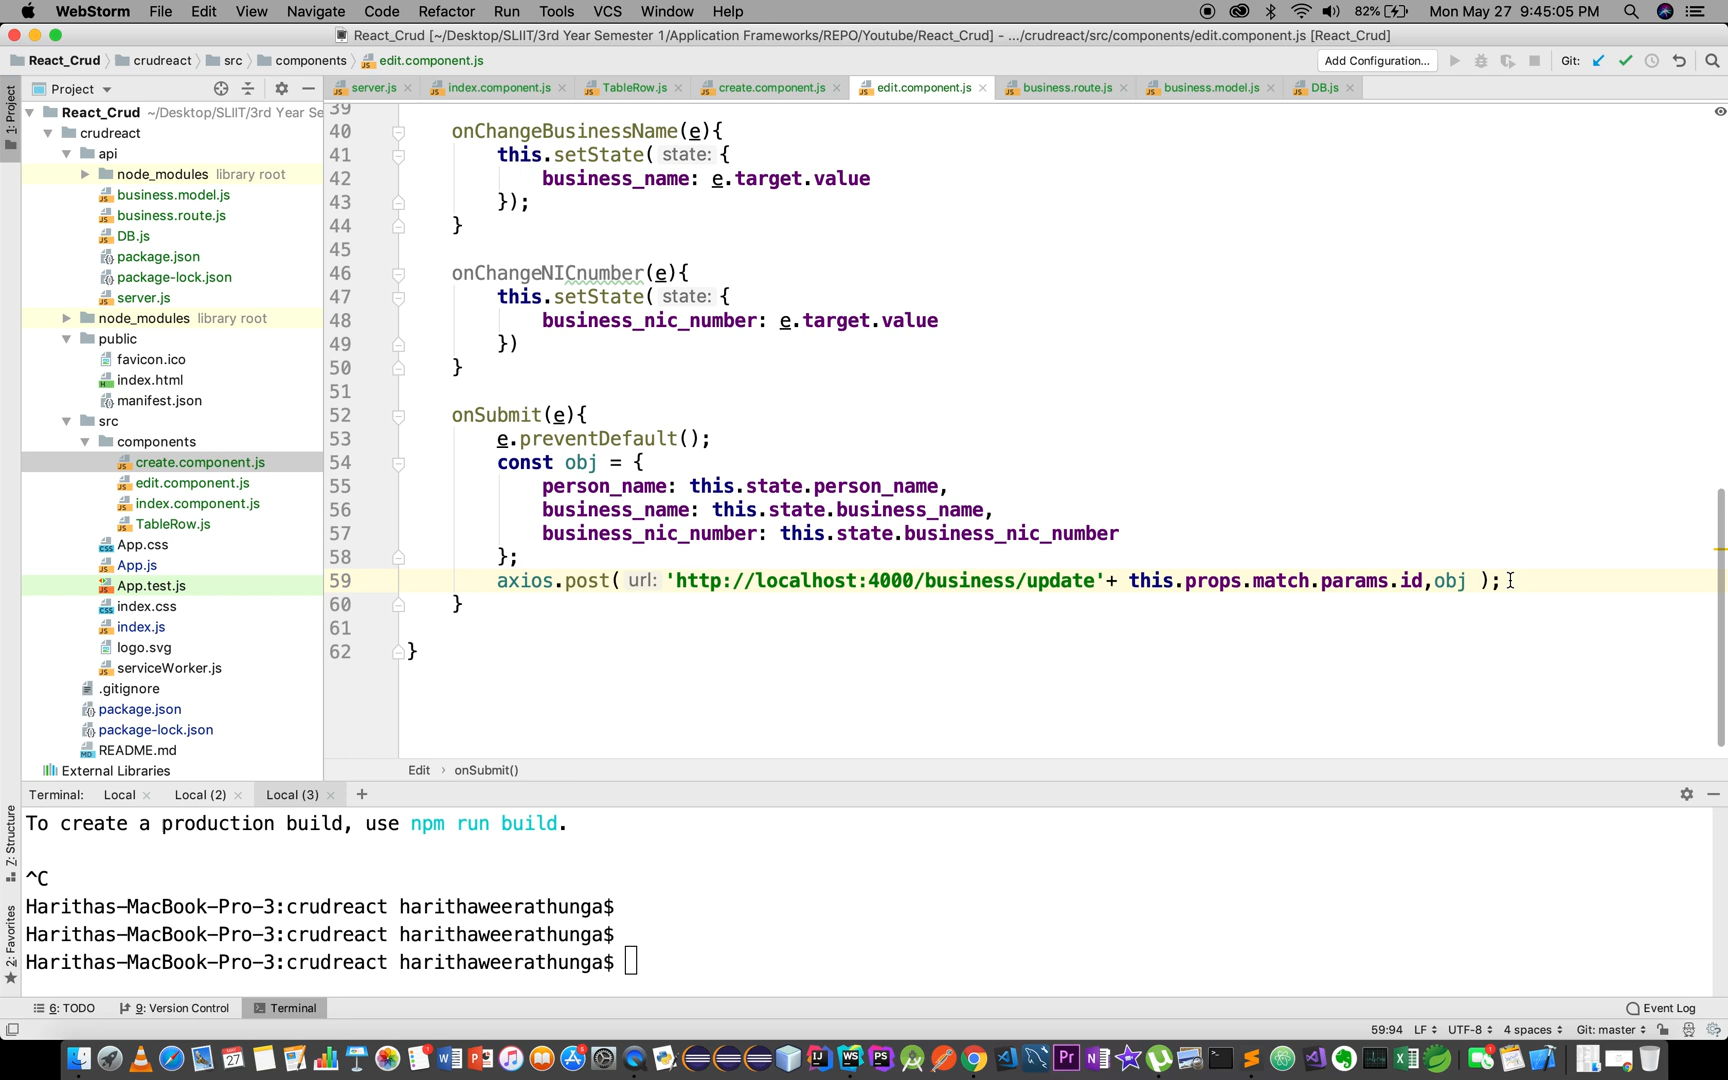 WebStorm File Edit View Navigate Code Refactor Run Tools VCS Window Help 82% Mon May 27 9:45:05 PM
React_Crud [~/Desktop/SLIIT/3rd Year Semester 1/Application Frameworks/REPO/Youtube/React_Crud] - .../crudreact/src/components/edit.component.js [React_Crud]
React_Crud crudreact src components edit.component.js Add Configuration... Git:
1: Project
Project
server.js index.component.js TableRow.js create.component.js edit.component.js business.route.js business.model.js DB.js
React_Crud ~/Desktop/SLIIT/3rd Year Se
crudreact
api
node_modules library root
business.model.js
business.route.js
DB.js
package.json
package-lock.json
server.js
node_modules library root
public
favicon.ico
index.html
manifest.json
src
components
create.component.js
edit.component.js
index.component.js
TableRow.js
App.css
App.js
App.test.js
index.css
index.js
logo.svg
serviceWorker.js
.gitignore
package.json
package-lock.json
README.md
External Libraries
39
40 onChangeBusinessName(e){
41 this.setState( state: {
42 business_name: e.target.value
43 });
44 }
45
46 onChangeNICnumber(e){
47 this.setState( state: {
48 business_nic_number: e.target.value
49 })
50 }
51
52 onSubmit(e){
53 e.preventDefault();
54 const obj = {
55 person_name: this.state.person_name,
56 business_name: this.state.business_name,
57 business_nic_number: this.state.business_nic_number
58 };
59 axios.post( url: 'http://localhost:4000/business/update'+ this.props.match.params.id,obj );
60 }
61
62 }
Edit › onSubmit()
Terminal: Local Local (2) Local (3) +
To create a production build, use npm run build.
^C
Harithas-MacBook-Pro-3:crudreact harithaweerathunga$
Harithas-MacBook-Pro-3:crudreact harithaweerathunga$
Harithas-MacBook-Pro-3:crudreact harithaweerathunga$
Z: Structure
2: Favorites
6: TODO 9: Version Control Terminal Event Log
59:94 LF UTF-8 4 spaces Git: master